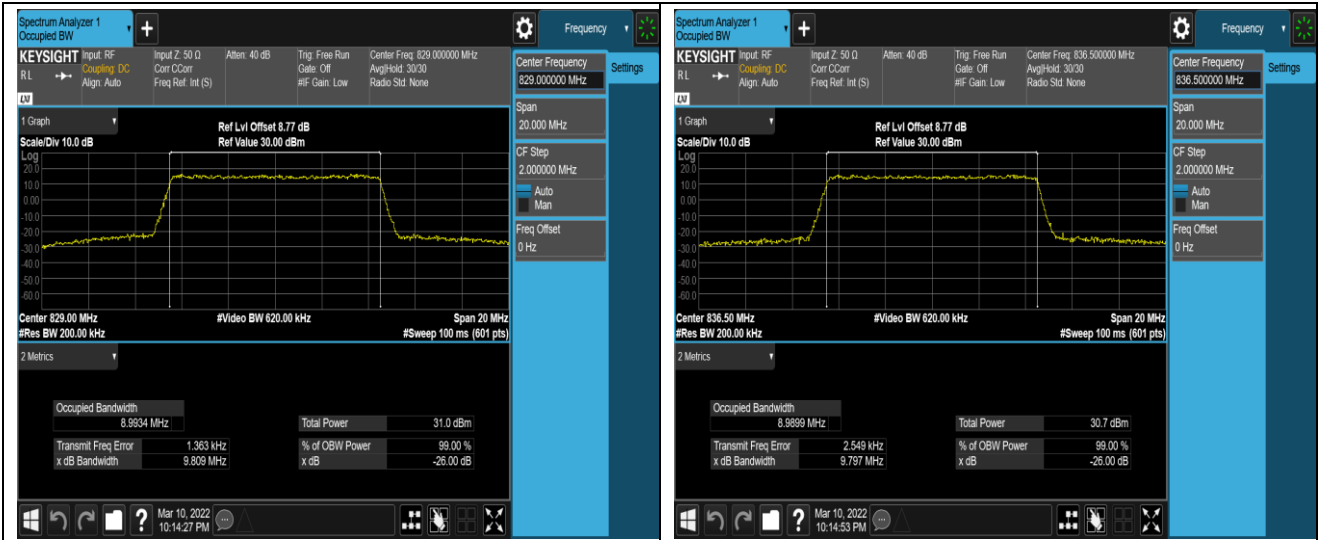 Spectrum Analyzer 1
Occupied BW
+
Frequency
KEYSIGHT
Input: RF
Coupling: DC
Align: Auto
Input Z: 50 Ω
Corr CCorr
Freq Ref: Int (S)
Atten: 40 dB
Trig: Free Run
Gate: Off
#IF Gain: Low
Center Freq: 829.000000 MHz
Avg|Hold: 30/30
Radio Std: None
RL
LXI
Center Frequency
829.000000 MHz
Settings
Span
20.000 MHz
CF Step
2.000000 MHz
Auto
Man
Freq Offset
0 Hz
1 Graph
Ref Lvl Offset 8.77 dB
Scale/Div 10.0 dB
Ref Value 30.00 dBm
Log
20.0
10.0
0.00
-10.0
-20.0
-30.0
-40.0
-50.0
-60.0
Center 829.00 MHz
#Video BW 620.00 kHz
Span 20 MHz
#Res BW 200.00 kHz
#Sweep 100 ms (601 pts)
2 Metrics
Occupied Bandwidth
8.9934 MHz
Total Power 31.0 dBm
Transmit Freq Error 1.363 kHz
% of OBW Power 99.00 %
x dB Bandwidth 9.809 MHz
x dB -26.00 dB
?
Mar 10, 2022
10:14:27 PM
Spectrum Analyzer 1
Occupied BW
+
Frequency
KEYSIGHT
Input: RF
Coupling: DC
Align: Auto
Input Z: 50 Ω
Corr CCorr
Freq Ref: Int (S)
Atten: 40 dB
Trig: Free Run
Gate: Off
#IF Gain: Low
Center Freq: 836.500000 MHz
Avg|Hold: 30/30
Radio Std: None
RL
LXI
Center Frequency
836.500000 MHz
Settings
Span
20.000 MHz
CF Step
2.000000 MHz
Auto
Man
Freq Offset
0 Hz
1 Graph
Ref Lvl Offset 8.77 dB
Scale/Div 10.0 dB
Ref Value 30.00 dBm
Log
20.0
10.0
0.00
-10.0
-20.0
-30.0
-40.0
-50.0
-60.0
Center 836.50 MHz
#Video BW 620.00 kHz
Span 20 MHz
#Res BW 200.00 kHz
#Sweep 100 ms (601 pts)
2 Metrics
Occupied Bandwidth
8.9899 MHz
Total Power 30.7 dBm
Transmit Freq Error 2.549 kHz
% of OBW Power 99.00 %
x dB Bandwidth 9.797 MHz
x dB -26.00 dB
?
Mar 10, 2022
10:14:53 PM